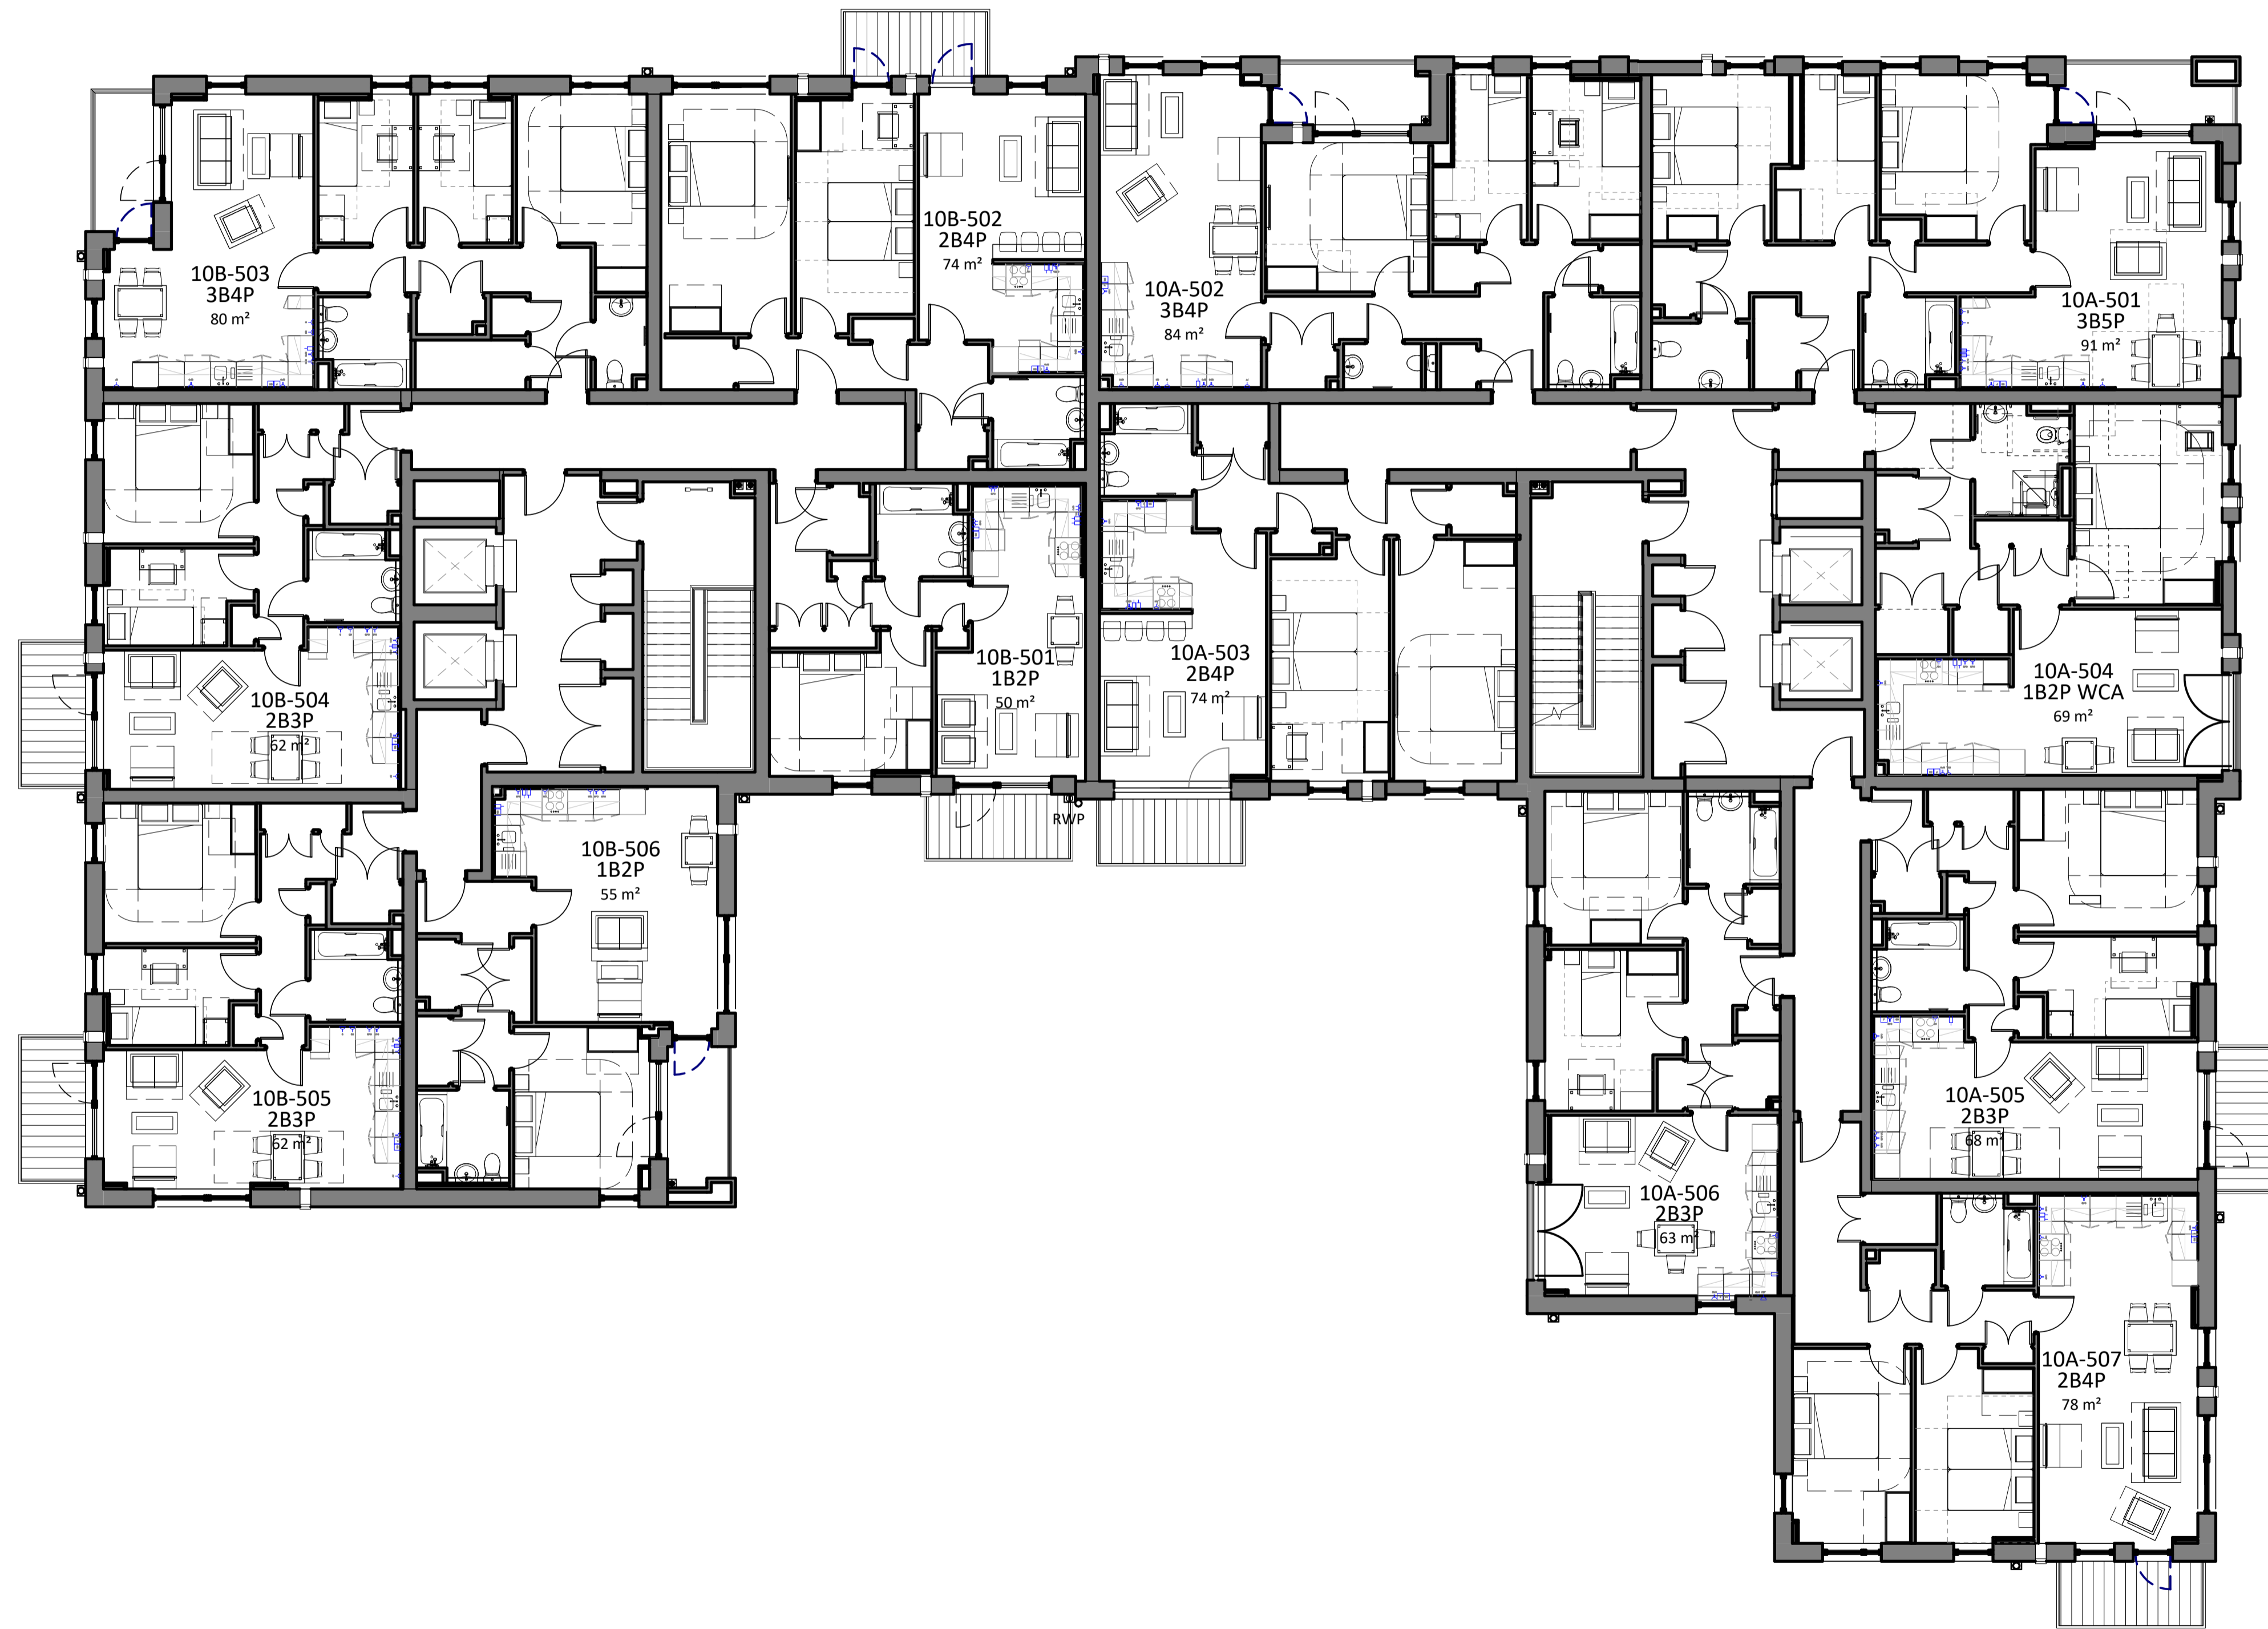 10B-503
3B4P
80 m²
10B-502
2B4P
74 m²
10A-502
3B4P
84 m²
10A-501
3B5P
91 m²
10B-504
2B3P
62 m²
10B-501
1B2P
50 m²
10A-503
2B4P
74 m²
10A-504
1B2P WCA
69 m²
RWP
10B-506
1B2P
55 m²
10B-505
2B3P
62 m²
10A-505
2B3P
68 m²
10A-506
2B3P
63 m²
10A-507
2B4P
78 m²